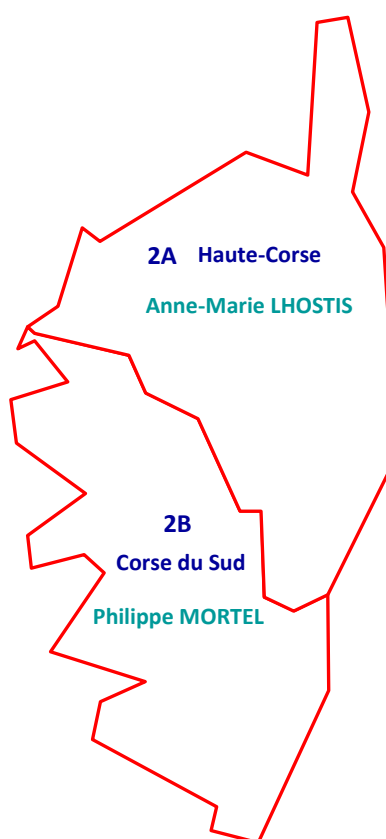 2A Haute-Corse
Anne-Marie LHOSTIS
2B
Corse du Sud
Philippe MORTEL